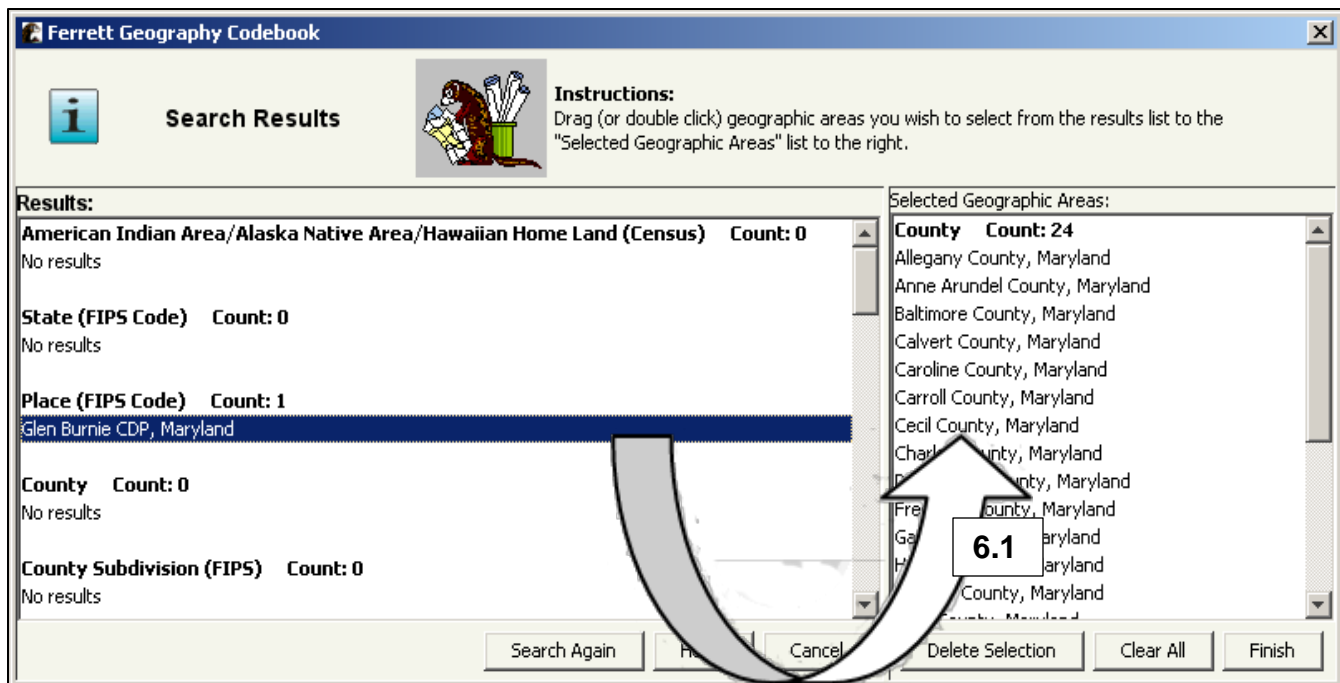 Ferrett Geography Codebook
i
Search Results
Instructions:
Drag (or double click) geographic areas you wish to select from the results list to the
"Selected Geographic Areas" list to the right.
Results:
American Indian Area/Alaska Native Area/Hawaiian Home Land (Census) Count: 0
No results
State (FIPS Code) Count: 0
No results
Place (FIPS Code) Count: 1
Glen Burnie CDP, Maryland
County Count: 0
No results
County Subdivision (FIPS) Count: 0
No results
Selected Geographic Areas:
County Count: 24
Allegany County, Maryland
Anne Arundel County, Maryland
Baltimore County, Maryland
Calvert County, Maryland
Caroline County, Maryland
Carroll County, Maryland
Cecil County, Maryland
Maryland
Maryland
County, Maryland
County, Maryland
6.1
Search Again
Cancel
Delete Selection
Clear All
Finish